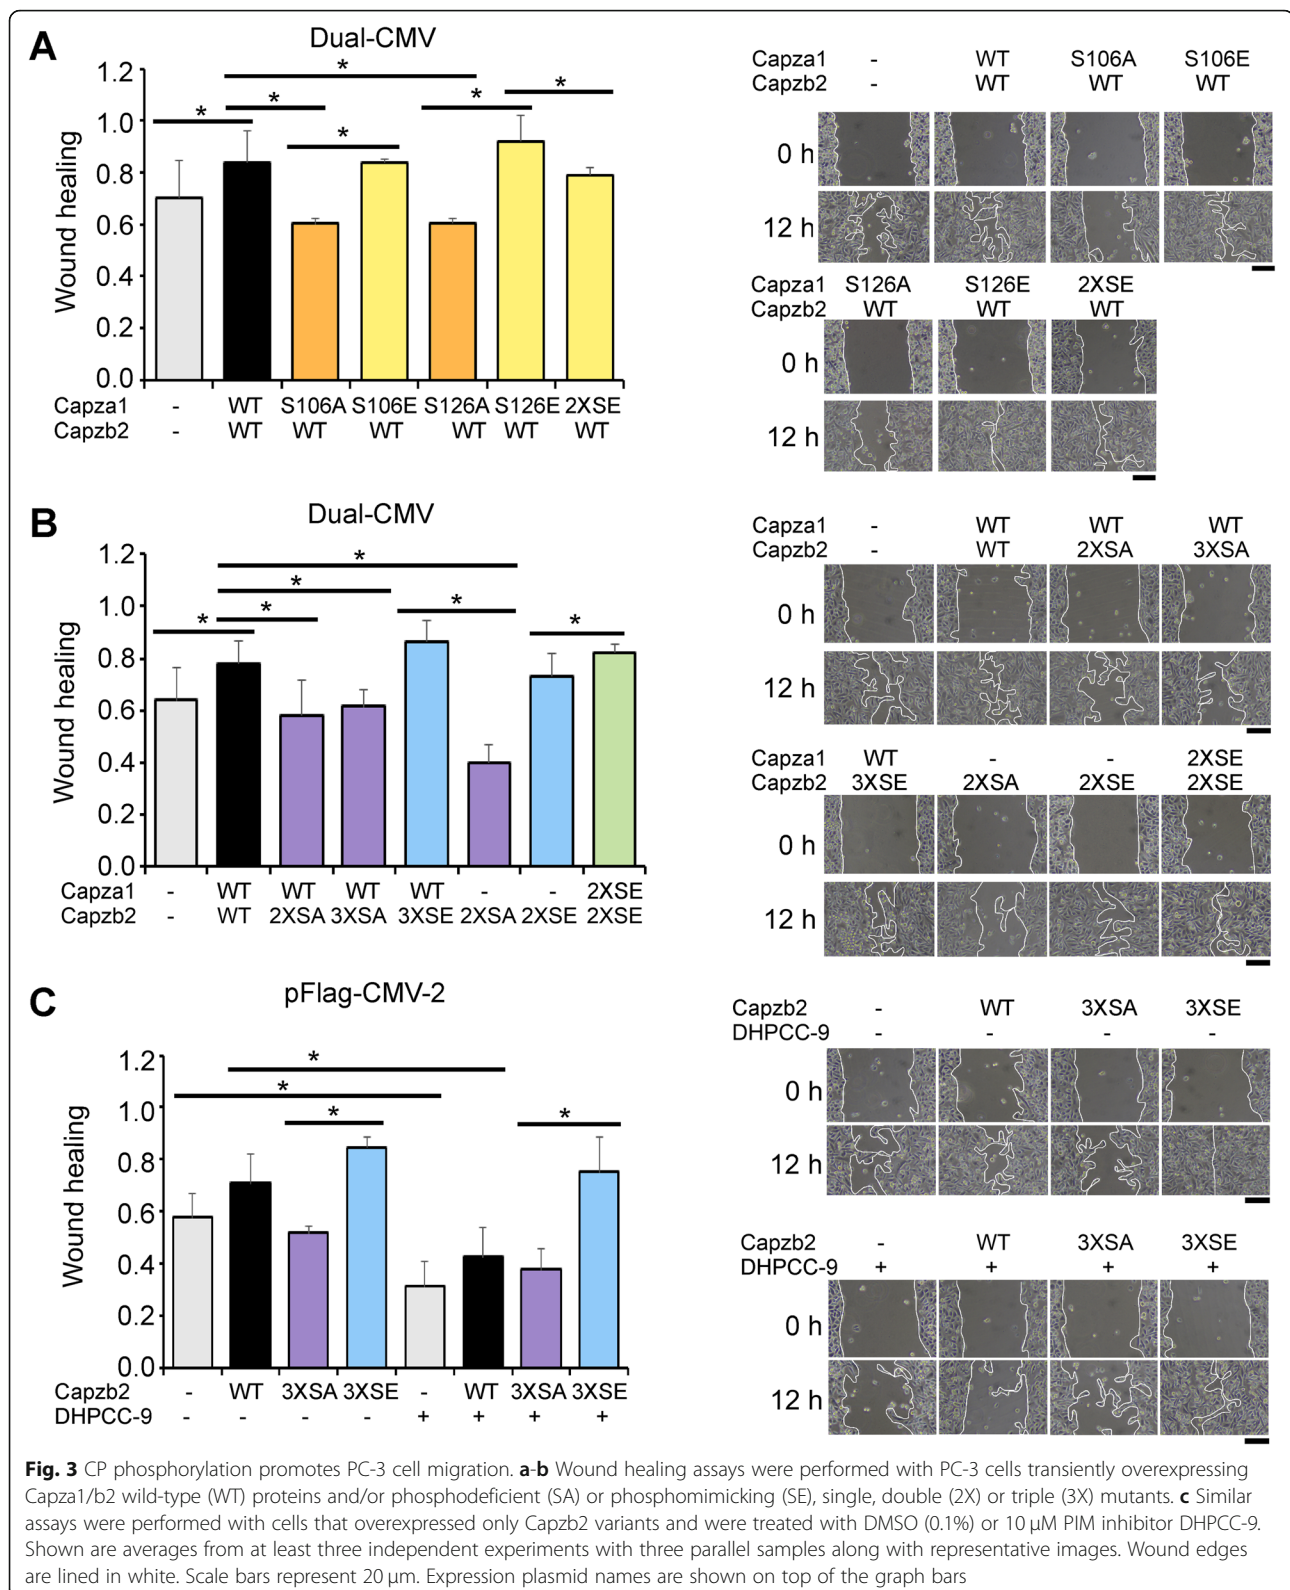 A
Dual-CMV
Wound healing
1.2
1.0
0.8
0.6
0.4
0.2
0.0
* * * * * *
Capza1 - WT S106A S106E S126A S126E 2XSE
Capzb2 - WT WT WT WT WT WT
Capza1 - WT S106A S106E
Capzb2 - WT WT WT
0 h
12 h
Capza1 S126A S126E 2XSE
Capzb2 WT WT WT
0 h
12 h
B
Dual-CMV
Wound healing
1.2
1.0
0.8
0.6
0.4
0.2
0.0
* * * * * *
Capza1 - WT WT WT WT - - 2XSE
Capzb2 - WT 2XSA 3XSA 3XSE 2XSA 2XSE 2XSE
Capza1 - WT WT WT
Capzb2 - WT 2XSA 3XSA
0 h
12 h
Capza1 WT - - 2XSE
Capzb2 3XSE 2XSA 2XSE 2XSE
0 h
12 h
C
pFlag-CMV-2
Wound healing
1.2
1.0
0.8
0.6
0.4
0.2
0.0
* * * *
Capzb2 - WT 3XSA 3XSE - WT 3XSA 3XSE
DHPCC-9 - - - - + + + +
Capzb2 - WT 3XSA 3XSE
DHPCC-9 - - - -
0 h
12 h
Capzb2 - WT 3XSA 3XSE
DHPCC-9 + + + +
0 h
12 h
Fig. 3 CP phosphorylation promotes PC-3 cell migration. a-b Wound healing assays were performed with PC-3 cells transiently overexpressing
Capza1/b2 wild-type (WT) proteins and/or phosphodeficient (SA) or phosphomimicking (SE), single, double (2X) or triple (3X) mutants. c Similar
assays were performed with cells that overexpressed only Capzb2 variants and were treated with DMSO (0.1%) or 10 μM PIM inhibitor DHPCC-9.
Shown are averages from at least three independent experiments with three parallel samples along with representative images. Wound edges
are lined in white. Scale bars represent 20 μm. Expression plasmid names are shown on top of the graph bars